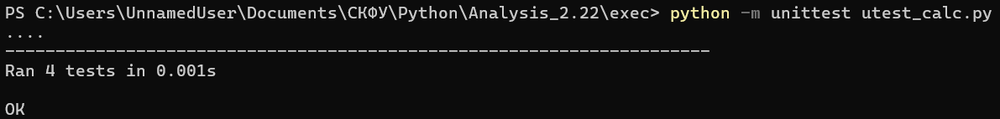 PS C:\Users\UnnamedUser\Documents\СКФУ\Python\Analysis_2.22\exec> python -m unittest utest_calc.py
....
----------------------------------------------------------------------
Ran 4 tests in 0.001s
OK